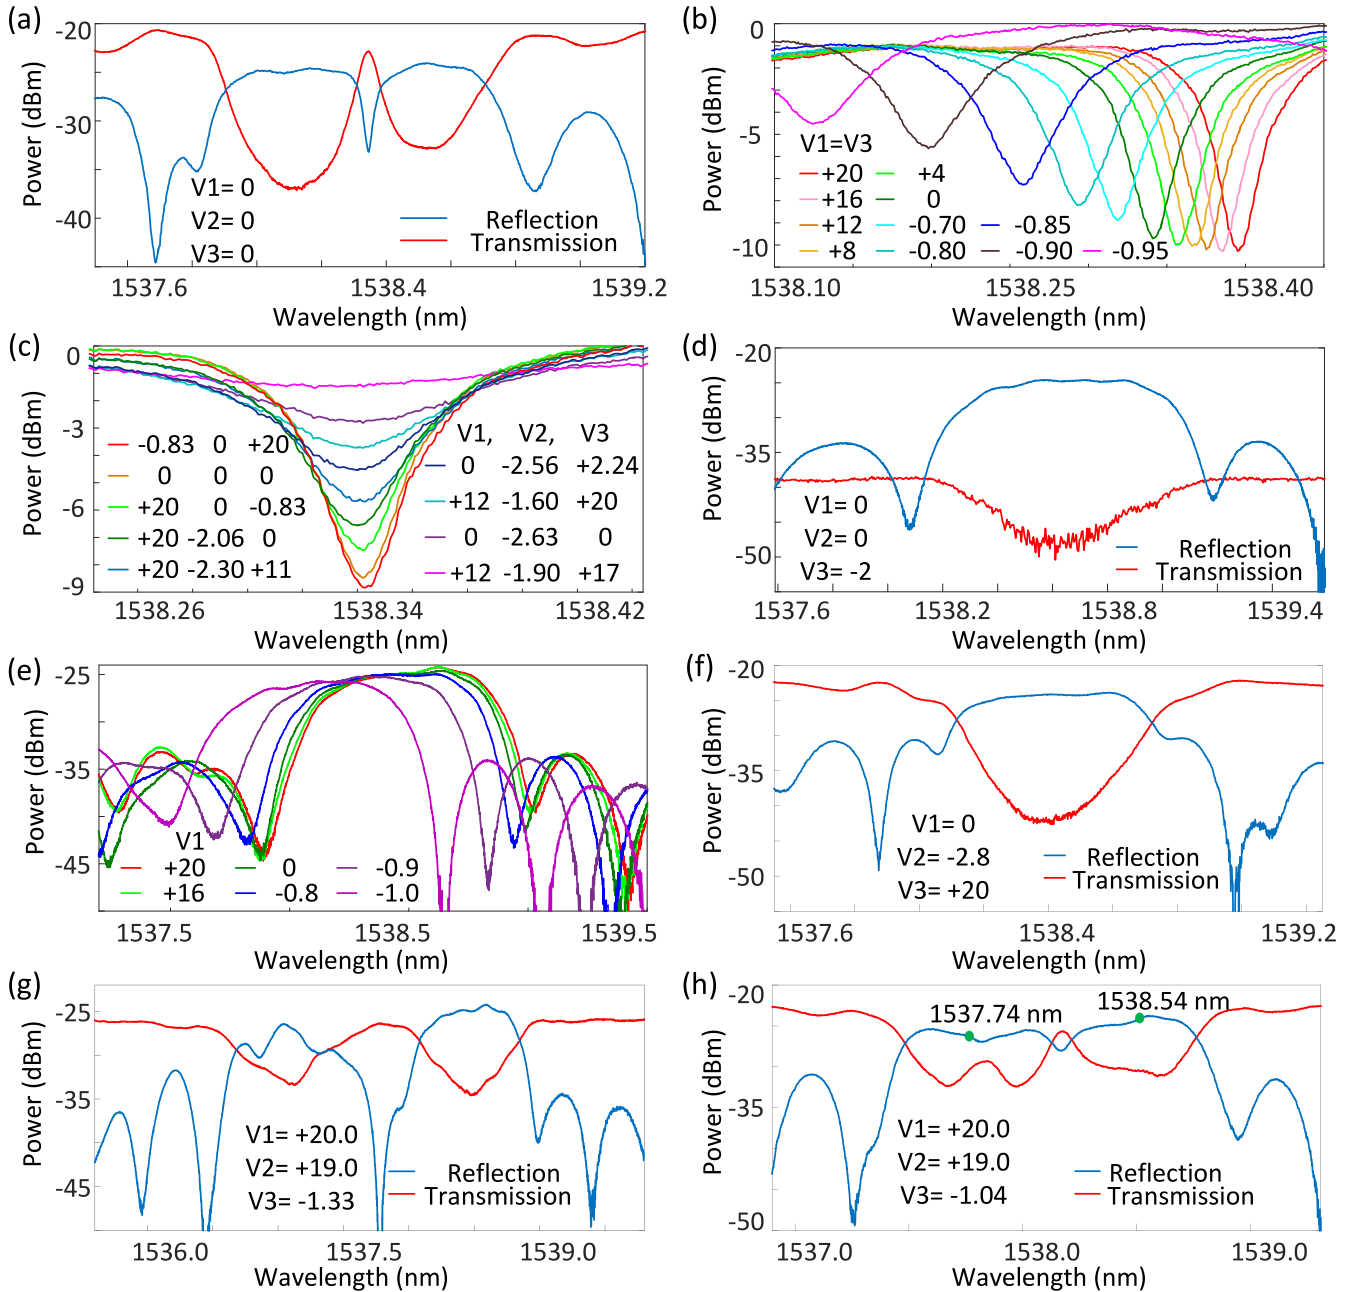 (a)
-20
-30
-40
Power (dBm)
V1= 0
V2= 0
V3= 0
Reflection
Transmission
1537.6 1538.4 1539.2
Wavelength (nm)
(b)
0
-5
-10
Power (dBm)
V1=V3
+20 +4
+16 0
+12 -0.70 -0.85
+8 -0.80 -0.90 -0.95
1538.10 1538.25 1538.40
Wavelength (nm)
(c)
0
-3
-6
-9
Power (dBm)
-0.83 0 +20
0 0 0
+20 0 -0.83
+20 -2.06 0
+20 -2.30 +11
V1, V2, V3
0 -2.56 +2.24
+12 -1.60 +20
0 -2.63 0
+12 -1.90 +17
1538.26 1538.34 1538.42
Wavelength (nm)
(d)
-20
-35
-50
Power (dBm)
V1= 0
V2= 0
V3= -2
Reflection
Transmission
1537.6 1538.2 1538.8 1539.4
Wavelength (nm)
(e)
-25
-35
-45
Power (dBm)
V1
+20 0 -0.9
+16 -0.8 -1.0
1537.5 1538.5 1539.5
Wavelength (nm)
(f)
-20
-35
-50
Power (dBm)
V1= 0
V2= -2.8
V3= +20
Reflection
Transmission
1537.6 1538.4 1539.2
Wavelength (nm)
(g)
-25
-35
-45
Power (dBm)
V1= +20.0
V2= +19.0
V3= -1.33
Reflection
Transmission
1536.0 1537.5 1539.0
Wavelength (nm)
(h)
-20
-35
-50
Power (dBm)
1537.74 nm
1538.54 nm
V1= +20.0
V2= +19.0
V3= -1.04
Reflection
Transmission
1537.0 1538.0 1539.0
Wavelength (nm)